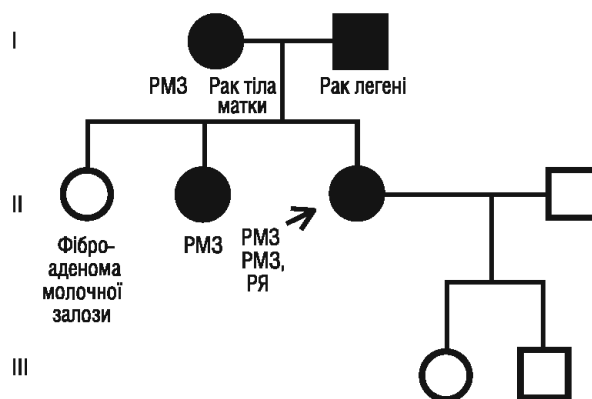 I
РМЗ Рак тіла
матки
Рак легені
II
Фібро-
аденома
молочної
залози
РМЗ
РМЗ
РМЗ,
РЯ
III